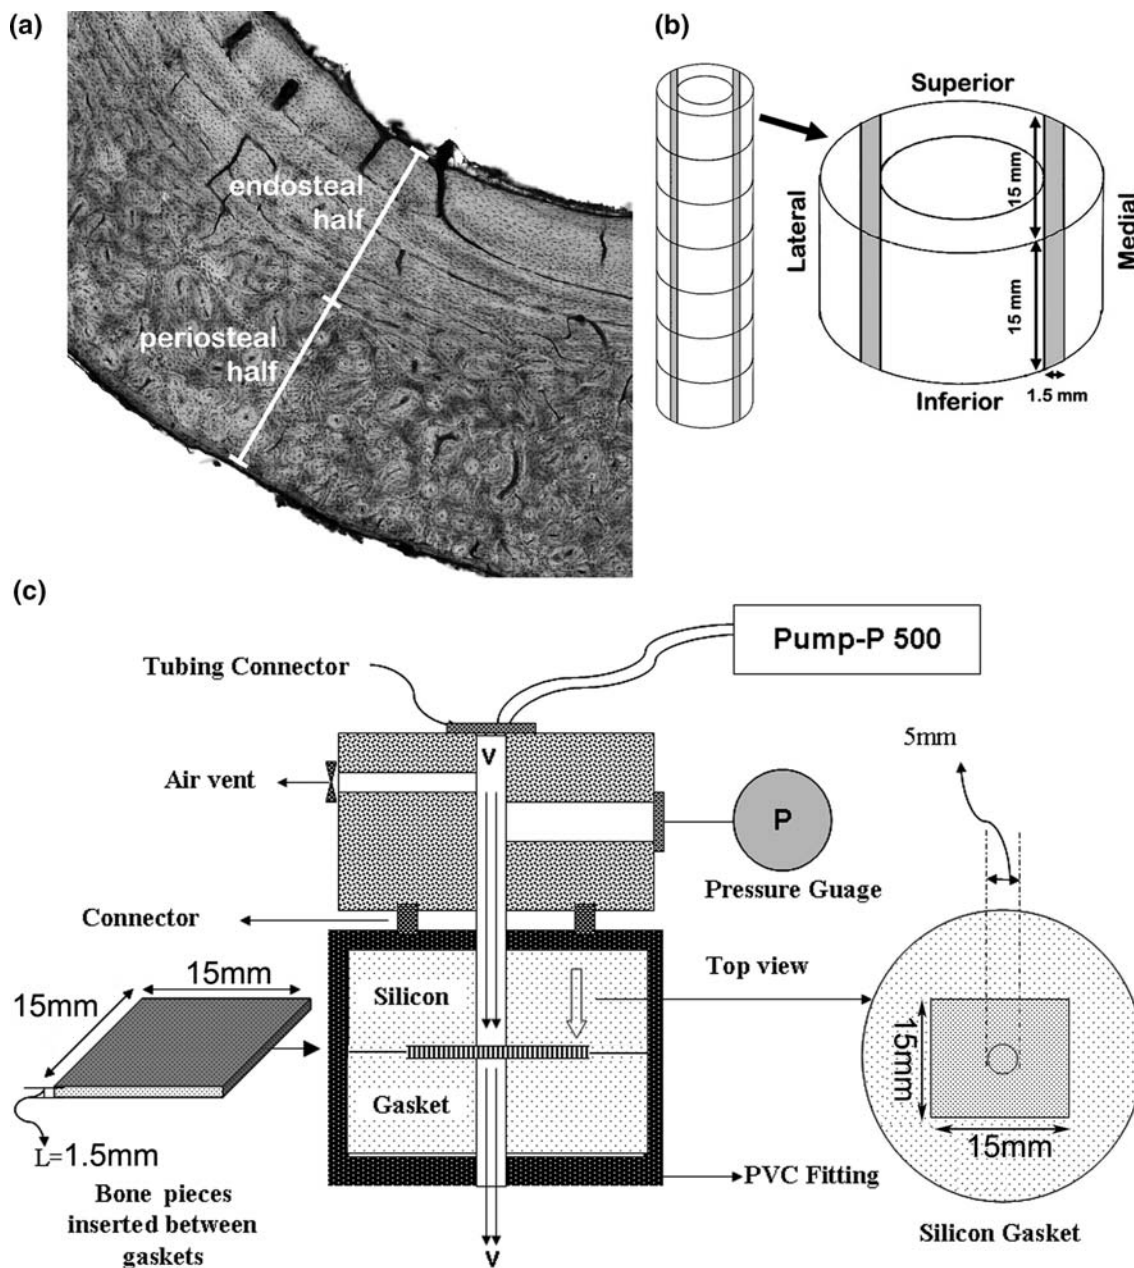 (a)
endosteal
half
periosteal
half
(b)
Superior
Lateral
15 mm
Medial
15 mm
Inferior
1.5 mm
(c)
Pump-P 500
Tubing Connector
V
5mm
Air vent
P
Pressure Guage
Connector
Top view
15mm
15mm
Silicon
15mm
Gasket
15mm
L=1.5mm
PVC Fitting
Bone pieces
inserted between
gaskets
Silicon Gasket
V